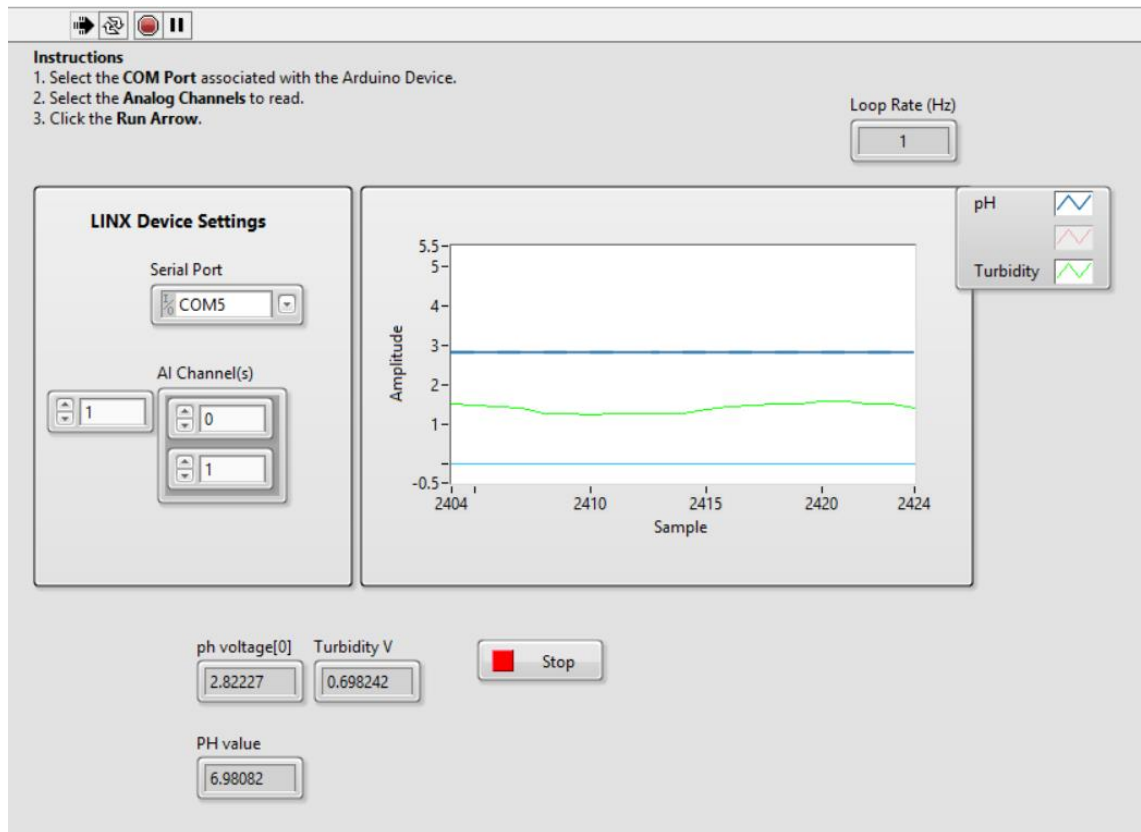 Instructions
1. Select the COM Port associated with the Arduino Device.
2. Select the Analog Channels to read.
3. Click the Run Arrow.
Loop Rate (Hz)
1
LINX Device Settings
Serial Port
I/O COM5
AI Channel(s)
1
0
1
pH
Turbidity
5.5
5
4
3
2
1
-0.5
Amplitude
2404 2410 2415 2420 2424
Sample
ph voltage[0] Turbidity V
2.82227 0.698242
Stop
PH value
6.98082